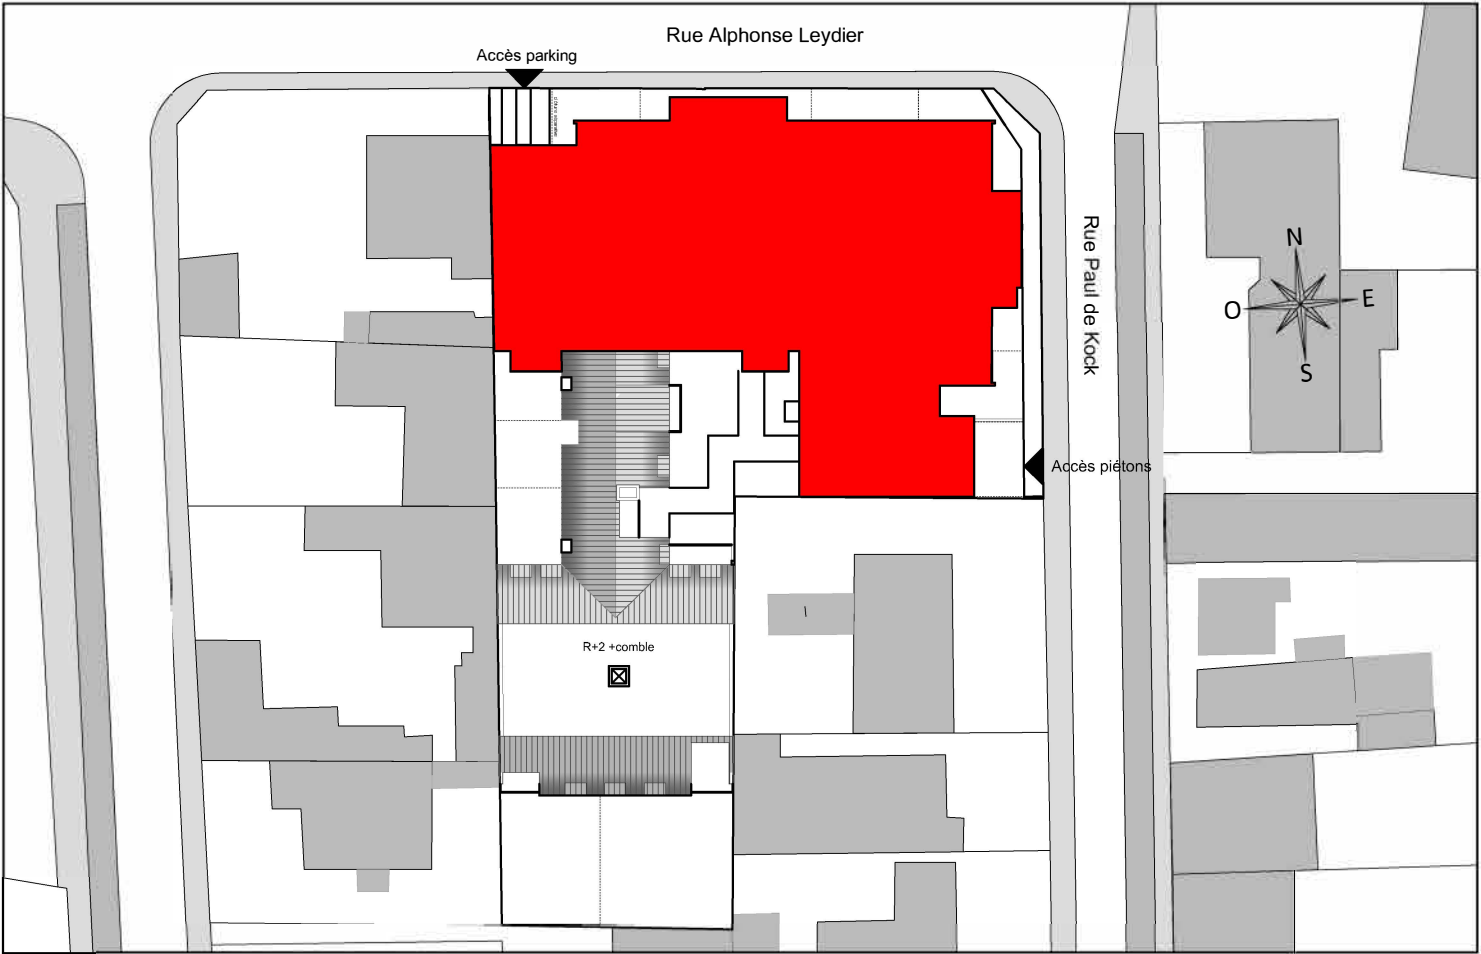 Rue Alphonse Leydier
Accès parking
Rue Paul de Kock
N
O
E
S
Accès piétons
R+2 +comble